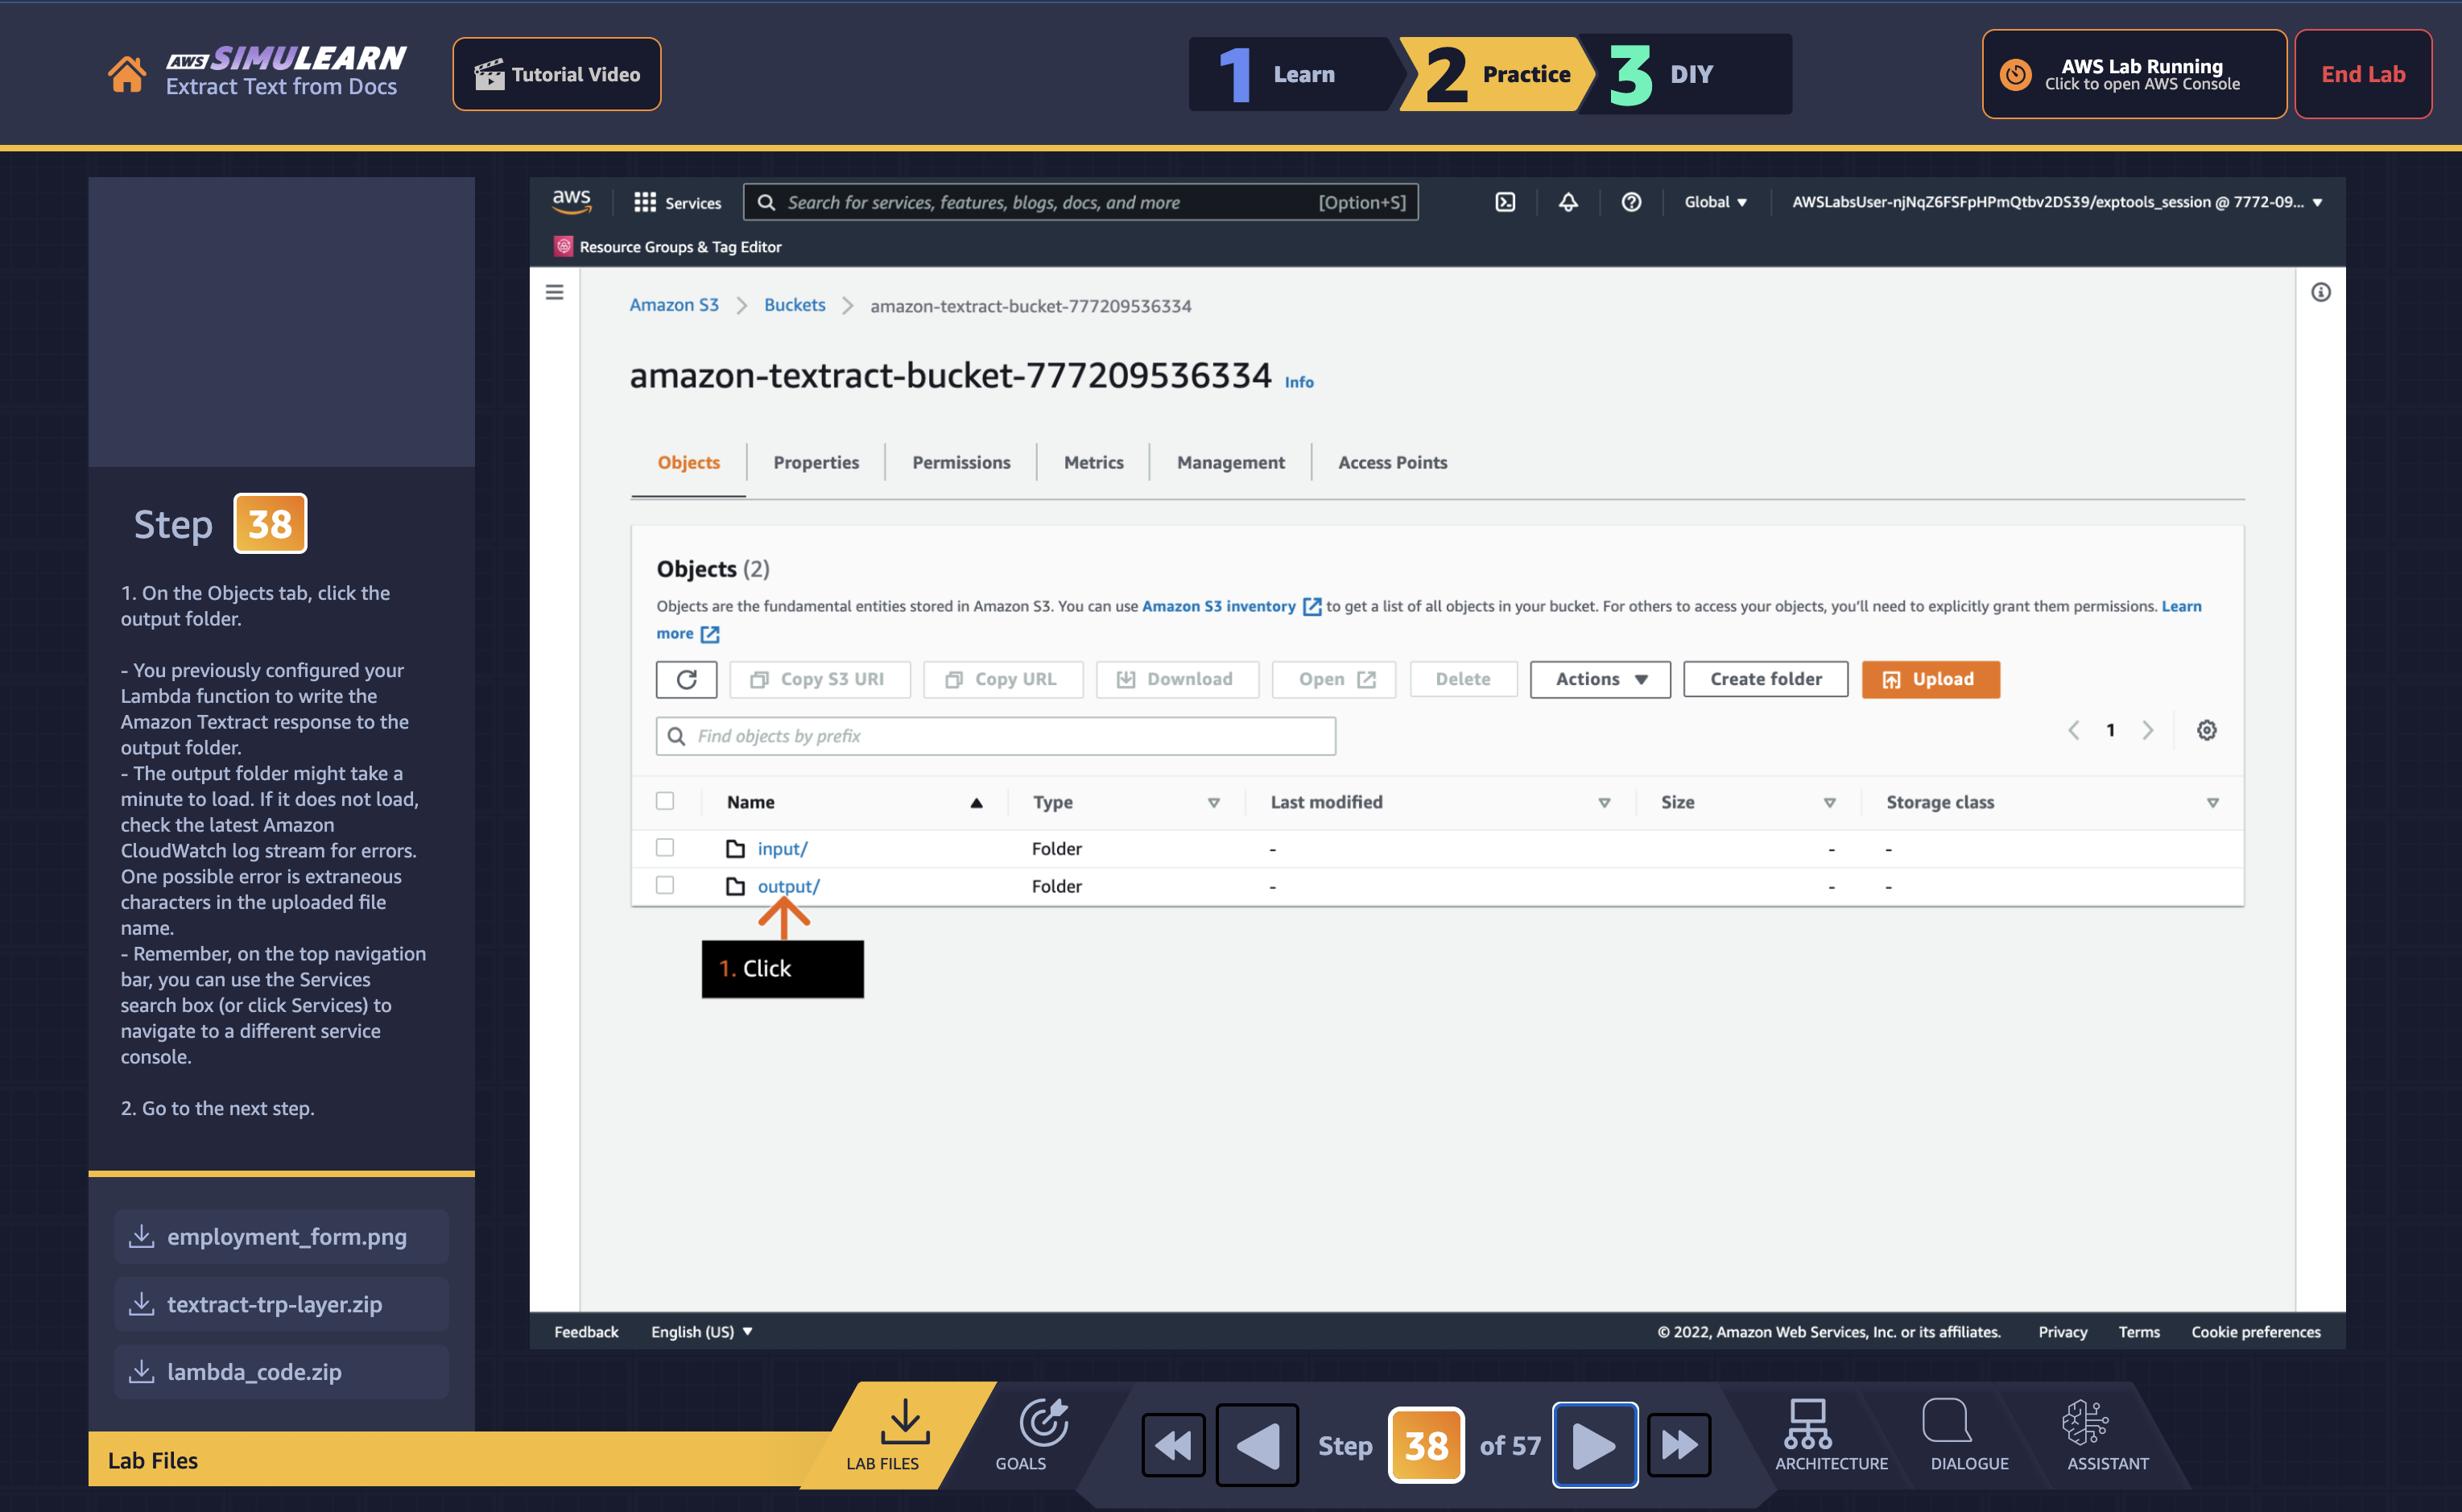 aws SIMULEARN
Extract Text from Docs
Tutorial Video
1 Learn
2 Practice
3 DIY
AWS Lab Running
Click to open AWS Console
End Lab
Step 38
1. On the Objects tab, click the
output folder.
- You previously configured your
Lambda function to write the
Amazon Textract response to the
output folder.
- The output folder might take a
minute to load. If it does not load,
check the latest Amazon
CloudWatch log stream for errors.
One possible error is extraneous
characters in the uploaded file
name.
- Remember, on the top navigation
bar, you can use the Services
search box (or click Services) to
navigate to a different service
console.
2. Go to the next step.
employment_form.png
textract-trp-layer.zip
lambda_code.zip
Lab Files
aws Services Search for services, features, blogs, docs, and more [Option+S] Global AWSLabsUser-njNqZ6FSFpHPmQtbv2DS39/exptools_session @ 7772-09...
Resource Groups & Tag Editor
Amazon S3 > Buckets > amazon-textract-bucket-777209536334
amazon-textract-bucket-777209536334 Info
Objects Properties Permissions Metrics Management Access Points
Objects (2)
Objects are the fundamental entities stored in Amazon S3. You can use Amazon S3 inventory to get a list of all objects in your bucket. For others to access your objects, you'll need to explicitly grant them permissions. Learn
more
Copy S3 URI Copy URL Download Open Delete Actions Create folder Upload
Find objects by prefix
1
Name Type Last modified Size Storage class
input/ Folder - - -
output/ Folder - - -
1. Click
Feedback English (US) © 2022, Amazon Web Services, Inc. or its affiliates. Privacy Terms Cookie preferences
LAB FILES
GOALS
Step 38 of 57
ARCHITECTURE
DIALOGUE
ASSISTANT